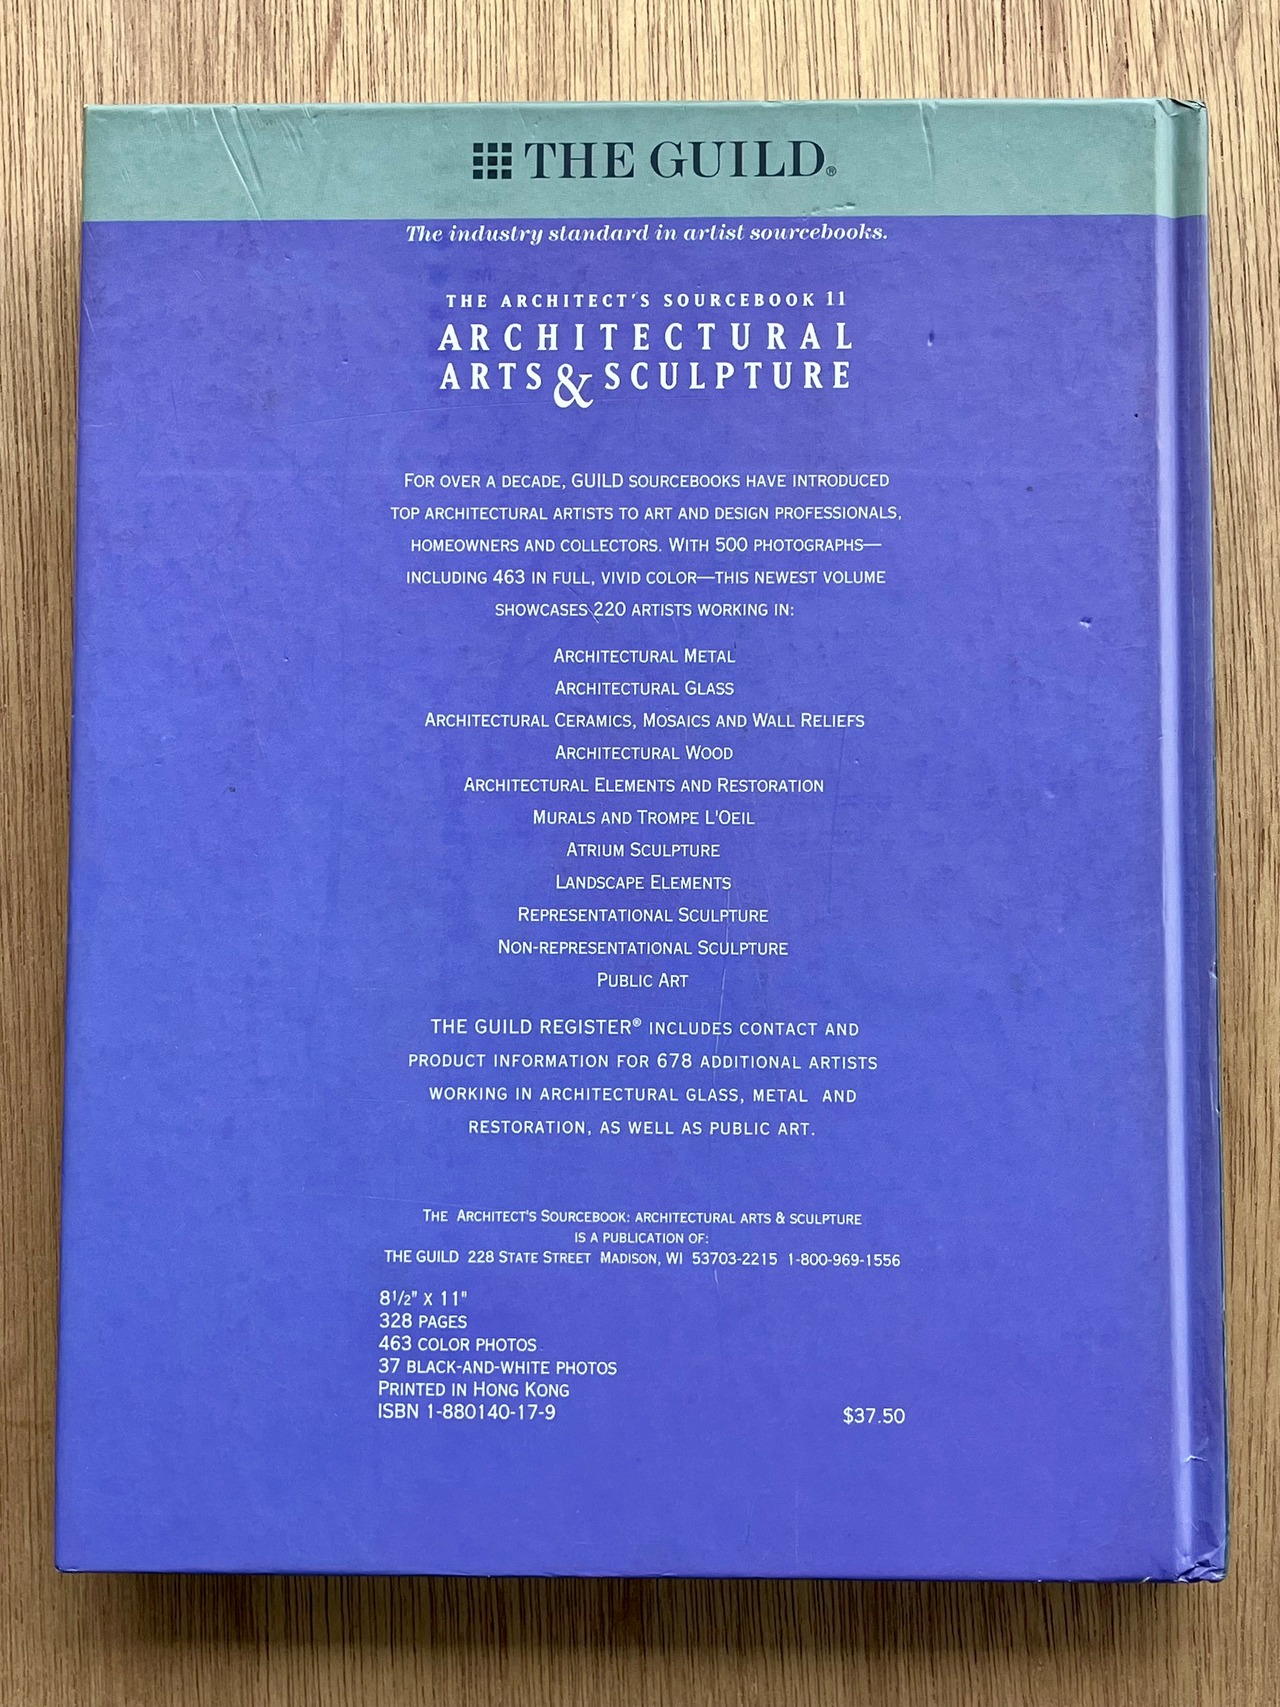 THE GUILD®
The industry standard in artist sourcebooks.
THE ARCHITECT'S SOURCEBOOK 11
ARCHITECTURAL
ARTS & SCULPTURE
FOR OVER A DECADE, GUILD SOURCEBOOKS HAVE INTRODUCED
TOP ARCHITECTURAL ARTISTS TO ART AND DESIGN PROFESSIONALS,
HOMEOWNERS AND COLLECTORS. WITH 500 PHOTOGRAPHS—
INCLUDING 463 IN FULL, VIVID COLOR—THIS NEWEST VOLUME
SHOWCASES 220 ARTISTS WORKING IN:
ARCHITECTURAL METAL
ARCHITECTURAL GLASS
ARCHITECTURAL CERAMICS, MOSAICS AND WALL RELIEFS
ARCHITECTURAL WOOD
ARCHITECTURAL ELEMENTS AND RESTORATION
MURALS AND TROMPE L'OEIL
ATRIUM SCULPTURE
LANDSCAPE ELEMENTS
REPRESENTATIONAL SCULPTURE
NON-REPRESENTATIONAL SCULPTURE
PUBLIC ART
THE GUILD REGISTER® INCLUDES CONTACT AND
PRODUCT INFORMATION FOR 678 ADDITIONAL ARTISTS
WORKING IN ARCHITECTURAL GLASS, METAL AND
RESTORATION, AS WELL AS PUBLIC ART.
THE ARCHITECT'S SOURCEBOOK: ARCHITECTURAL ARTS & SCULPTURE
IS A PUBLICATION OF:
THE GUILD 228 STATE STREET MADISON, WI 53703-2215 1-800-969-1556
8½" X 11"
328 PAGES
463 COLOR PHOTOS
37 BLACK-AND-WHITE PHOTOS
PRINTED IN HONG KONG
ISBN 1-880140-17-9
$37.50